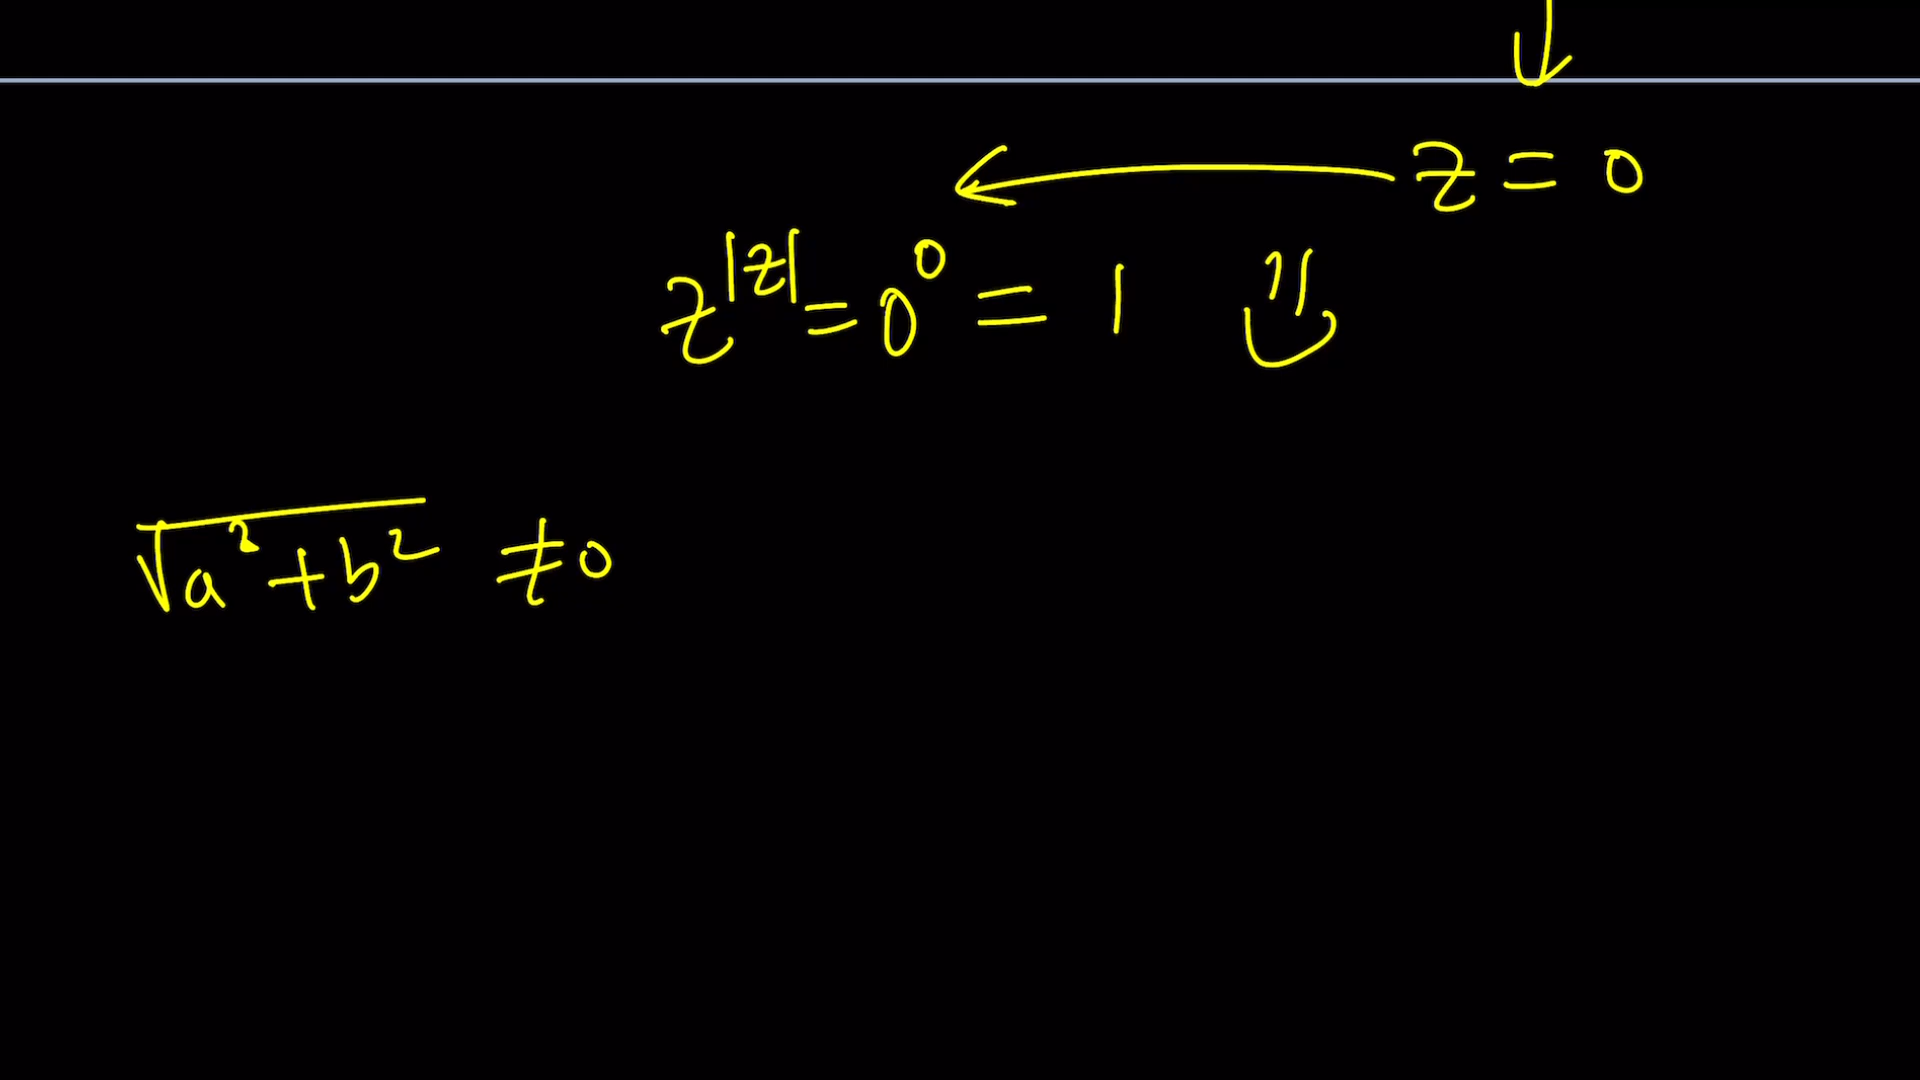 z = 0
z^|z| = 0^0 = 1
√a²+b² ≠0